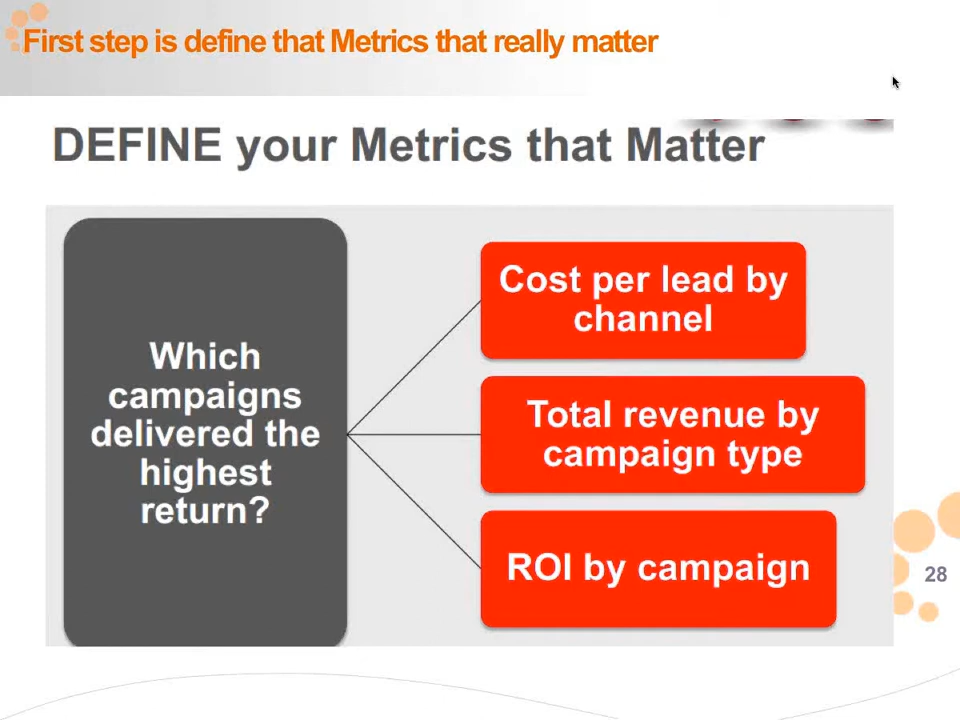 First step is define that Metrics that really matter
DEFINE your Metrics that Matter
Which
campaigns
delivered the
highest
return?
Cost per lead by
channel
Total revenue by
campaign type
ROI by campaign
28